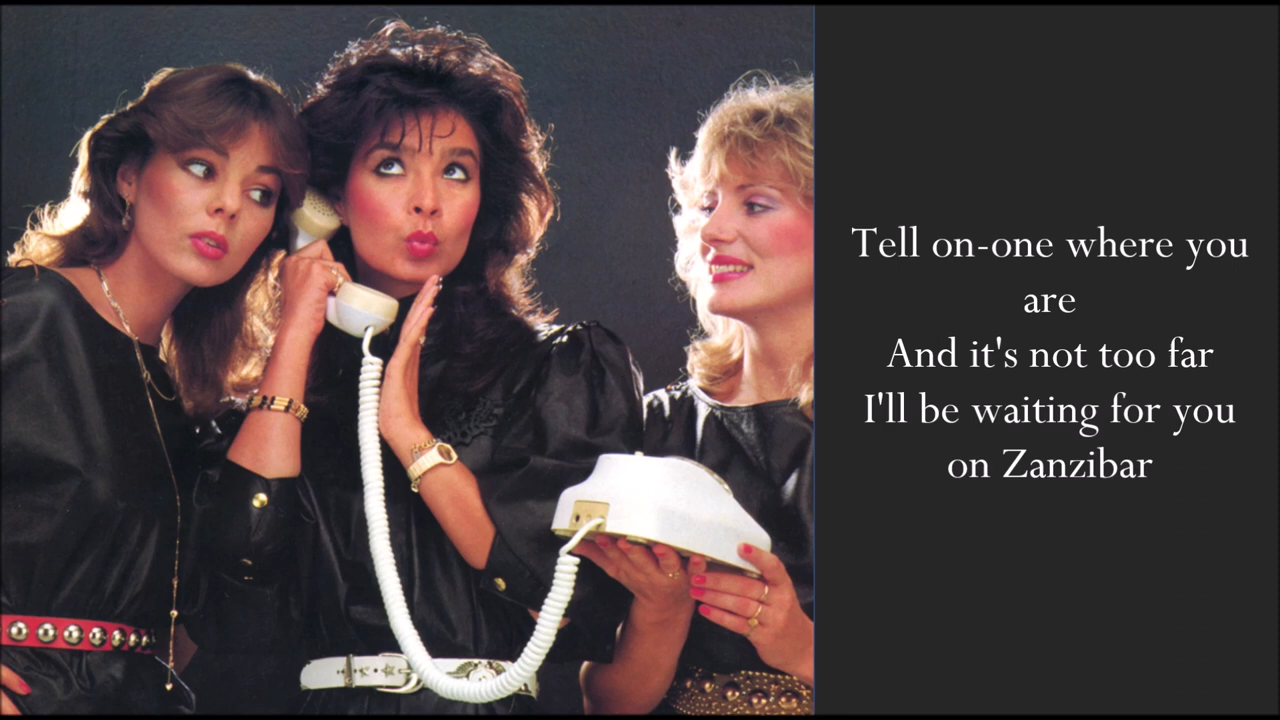 Tell on-one where you
are
And it's not too far
I'll be waiting for you
on Zanzibar